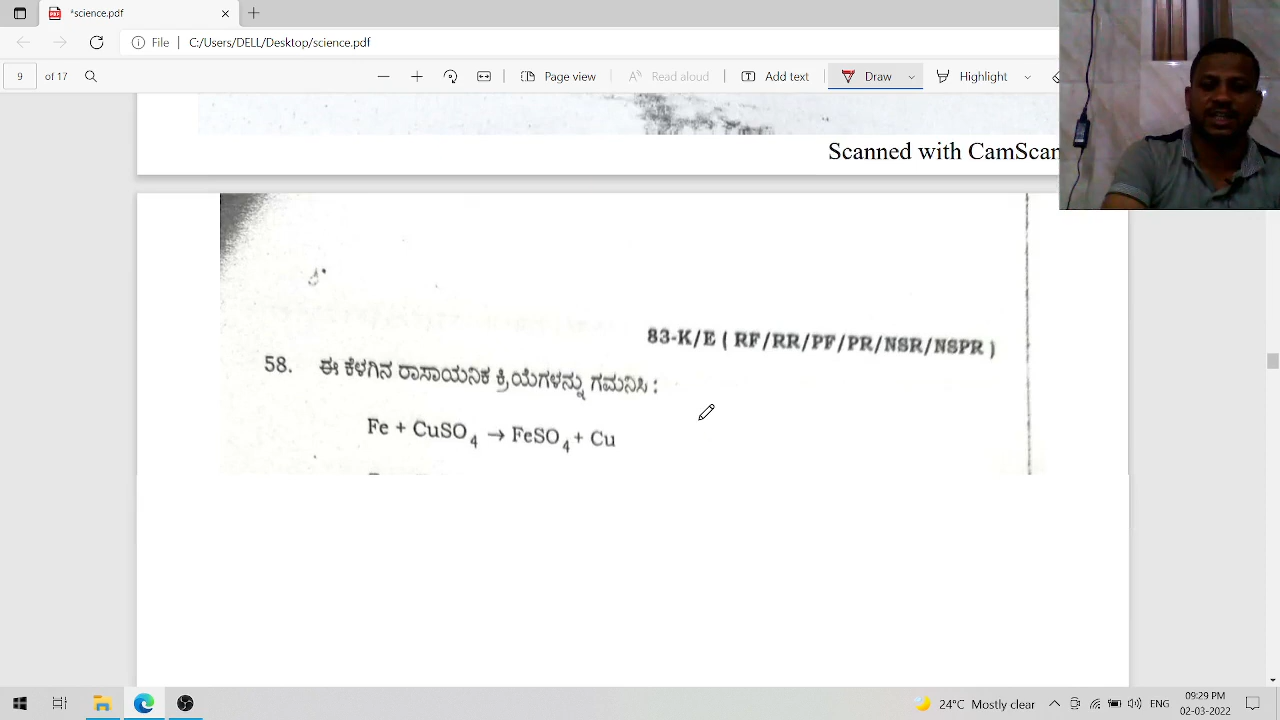 *science.pdf
File | C:/Users/DELL/Desktop/science.pdf
9 of 17
Page view
Read aloud
Add text
Draw
Highlight
Scanned with CamScan
83-K/E ( RF/RR/PF/PR/NSR/NSPR )
58. ಈ ಕೆಳಗಿನ ರಾಸಾಯನಿಕ ಕ್ರಿಯೆಗಳನ್ನು ಗಮನಿಸಿ :
Fe + CuSO₄ → FeSO₄ + Cu
24°C Mostly clear
ENG
09:29 PM
02-03-2022